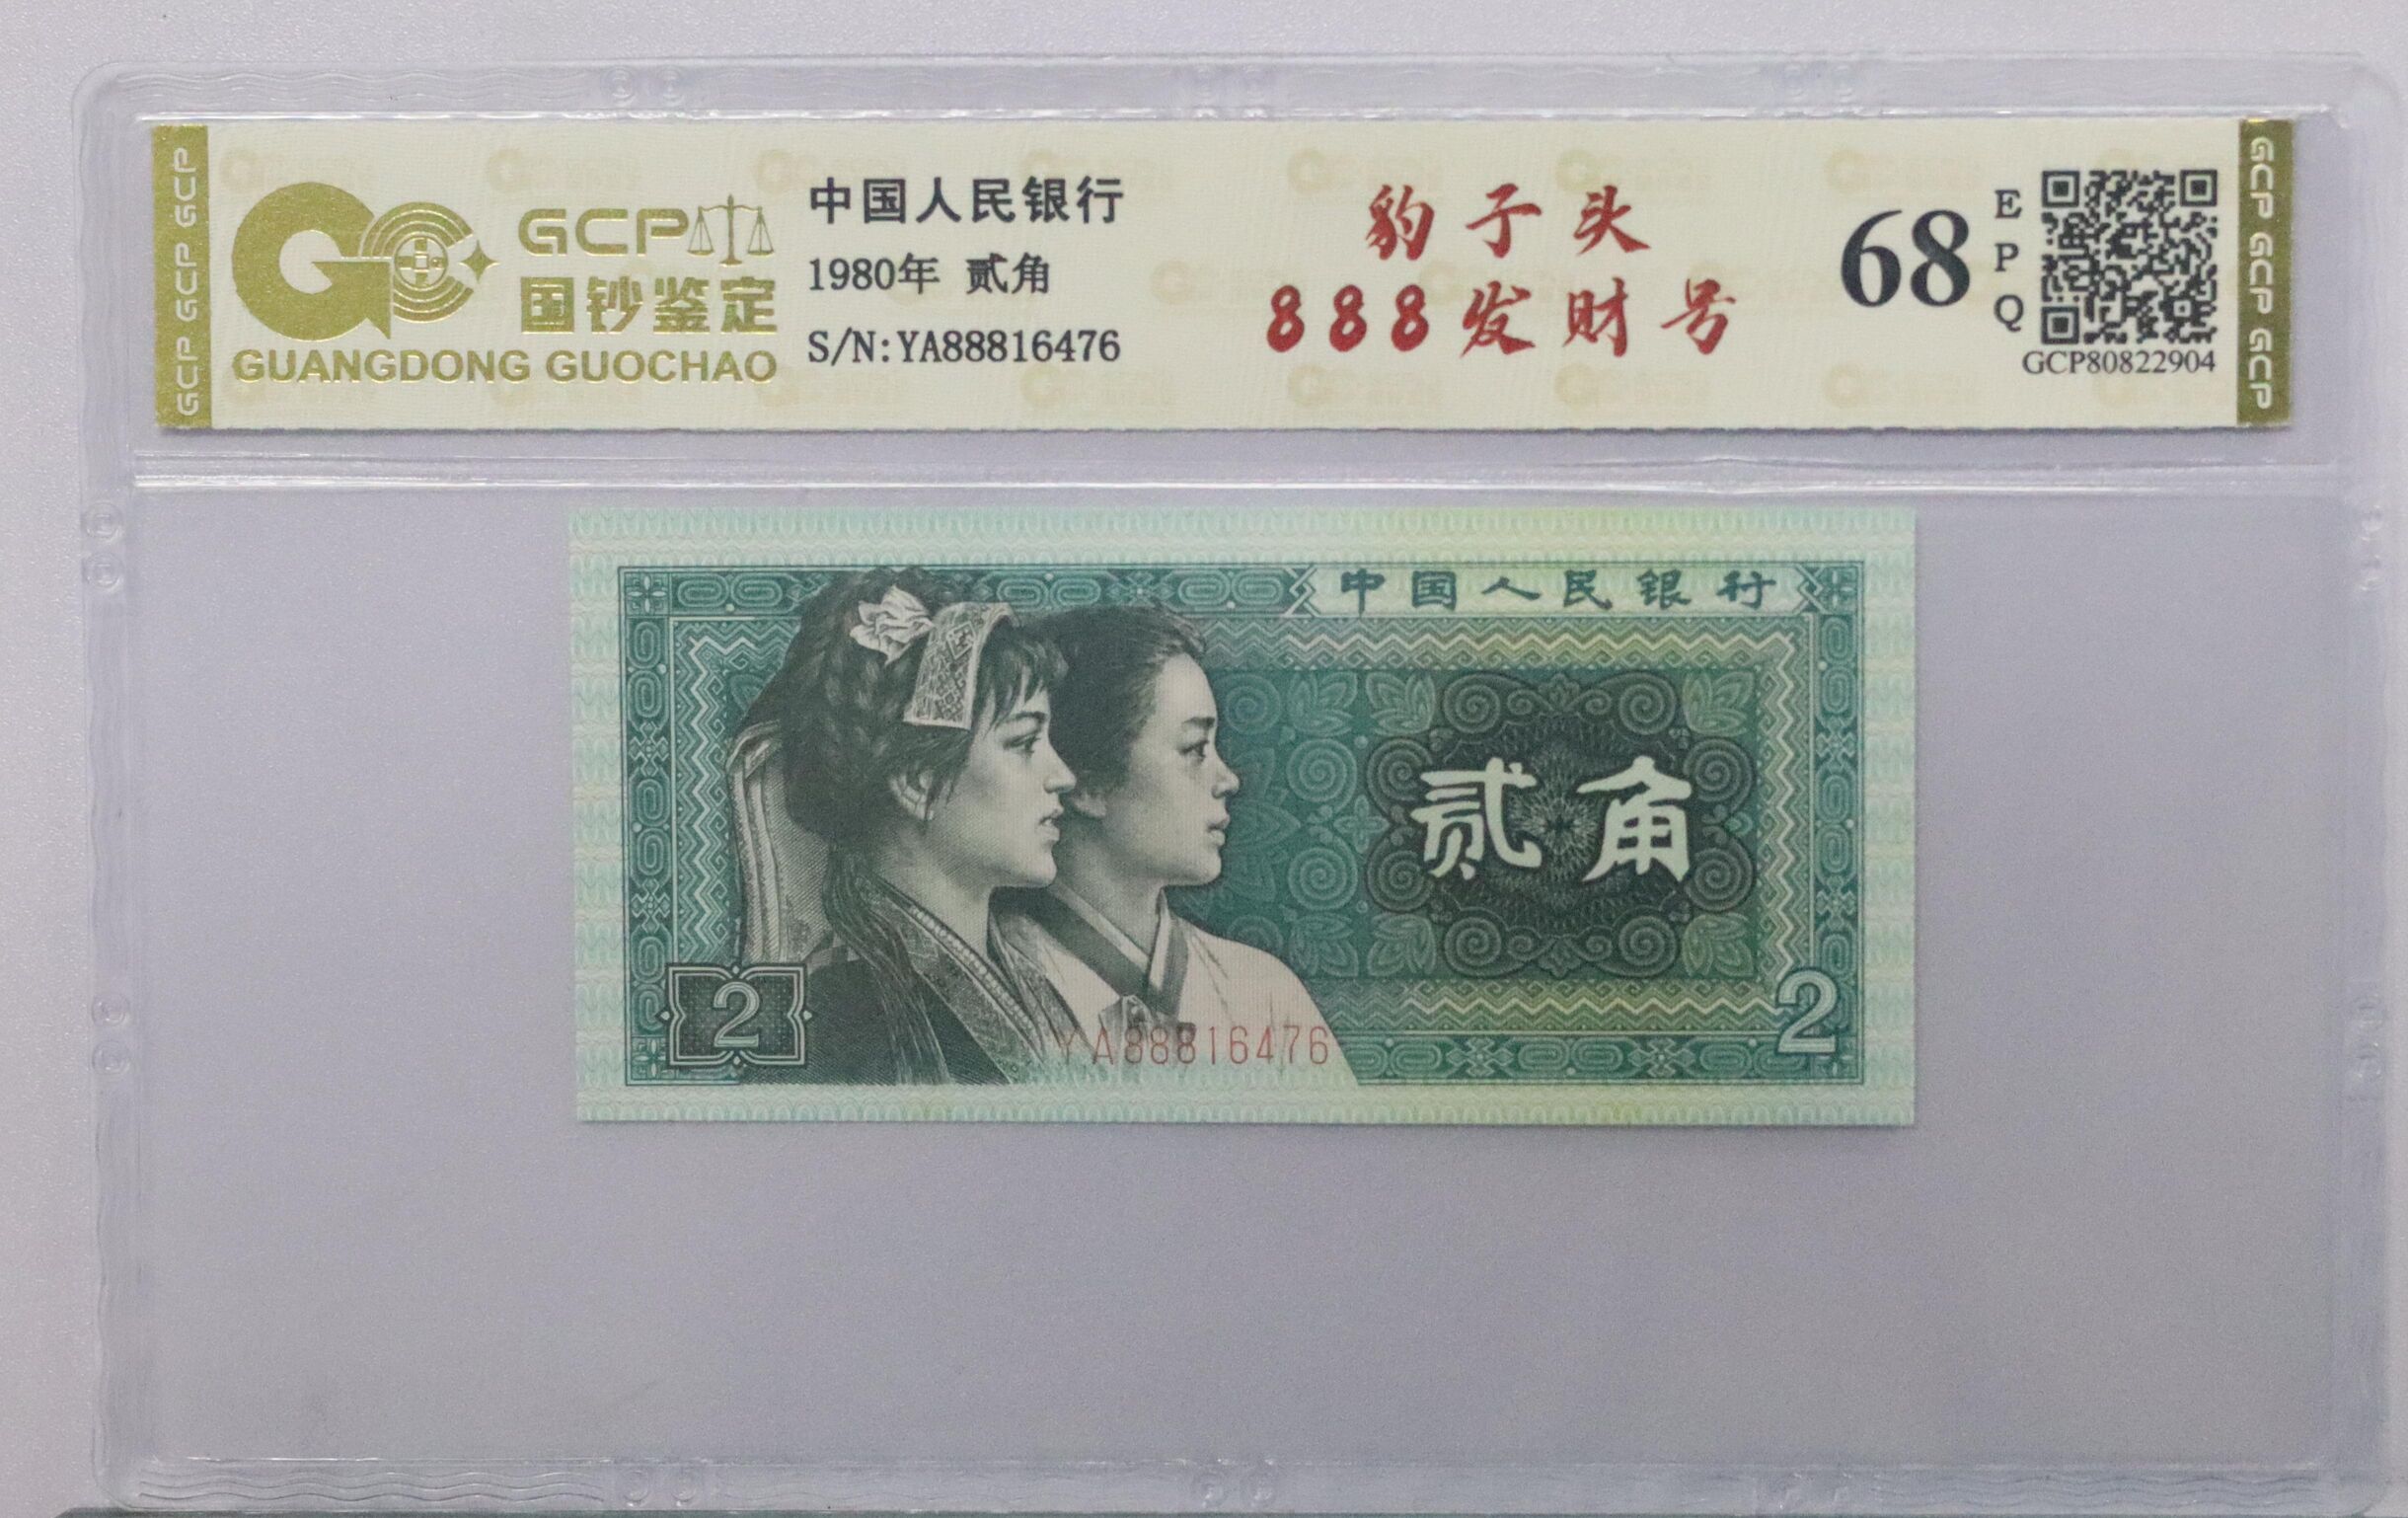 GCP GCP GCP
GCP
国钞鉴定
GUANGDONG GUOCHAO
中国人民银行
1980年 贰角
S/N:YA88816476
豹子头
888发财号
68
E
P
Q
GCP80822904
GCP GCP GCP
中国人民银行
贰角
2
YA88816476
2